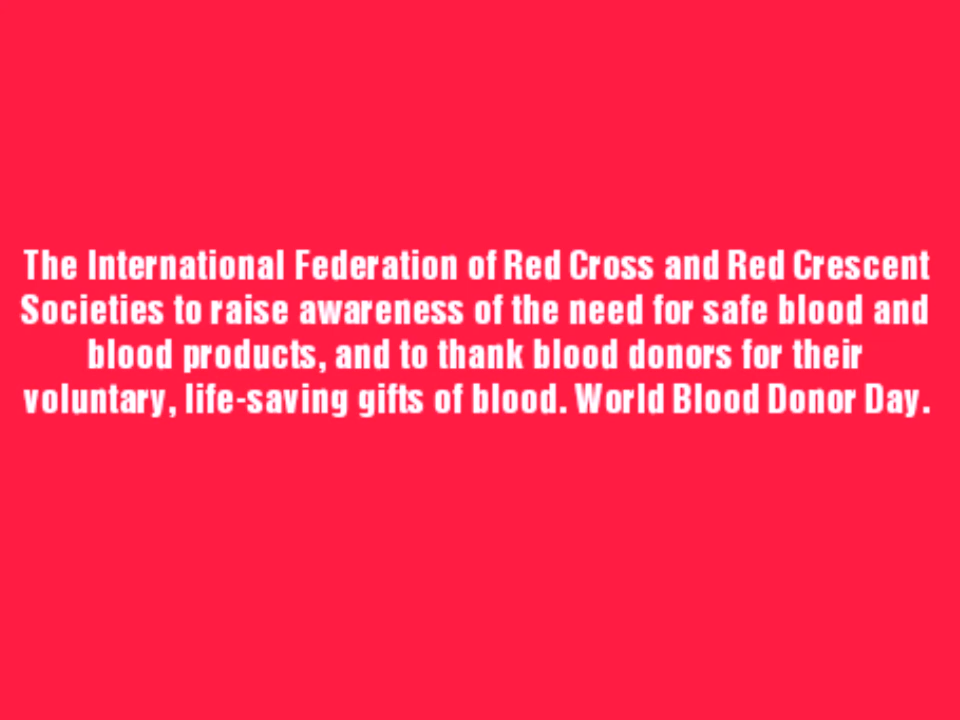 The International Federation of Red Cross and Red Crescent
Societies to raise awareness of the need for safe blood and
blood products, and to thank blood donors for their
voluntary, life-saving gifts of blood. World Blood Donor Day.